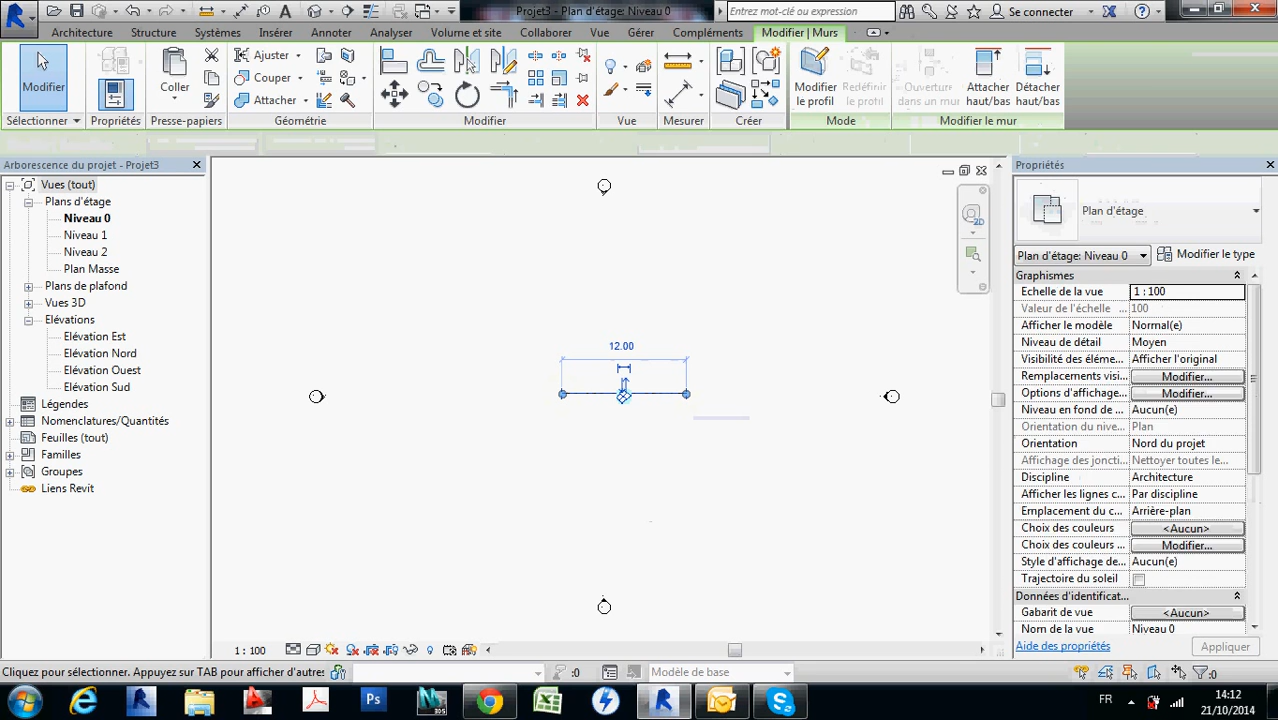 Projet3 - Plan d'étage: Niveau 0
Entrez mot-clé ou expression
Se connecter
Architecture
Structure
Systèmes
Insérer
Annoter
Analyser
Volume et site
Collaborer
Vue
Gérer
Compléments
Modifier | Murs
Modifier
Coller
Ajuster
Couper
Attacher
Modifier le profil
Redéfinir le profil
Ouverture dans un mur
Attacher haut/bas
Détacher haut/bas
Sélectionner
Propriétés
Presse-papiers
Géométrie
Modifier
Vue
Mesurer
Créer
Mode
Modifier le mur
Arborescence du projet - Projet3
Vues (tout)
Plans d'étage
Niveau 0
Niveau 1
Niveau 2
Plan Masse
Plans de plafond
Vues 3D
Elévations
Elévation Est
Elévation Nord
Elévation Ouest
Elévation Sud
Légendes
Nomenclatures/Quantités
Feuilles (tout)
Familles
Groupes
Liens Revit
12.00
2D
Propriétés
Plan d'étage
Plan d'étage: Niveau 0
Modifier le type
Graphismes
Echelle de la vue 1 : 100
Valeur de l'échelle ... 100
Afficher le modèle Normal(e)
Niveau de détail Moyen
Visibilité des éléme... Afficher l'original
Remplacements visi... Modifier...
Options d'affichage... Modifier...
Niveau en fond de ... Aucun(e)
Orientation du nive... Plan
Orientation Nord du projet
Affichage des joncti... Nettoyer toutes le...
Discipline Architecture
Afficher les lignes c... Par discipline
Emplacement du c... Arrière-plan
Choix des couleurs <Aucun>
Choix des couleurs ... Modifier...
Style d'affichage de... Aucun(e)
Trajectoire du soleil
Données d'identificat...
Gabarit de vue <Aucun>
Nom de la vue Niveau 0
Aide des propriétés
Appliquer
1 : 100
Cliquez pour sélectionner. Appuyez sur TAB pour afficher d'autres
:0
Modèle de base
:0
Ps
FR
14:12
21/10/2014